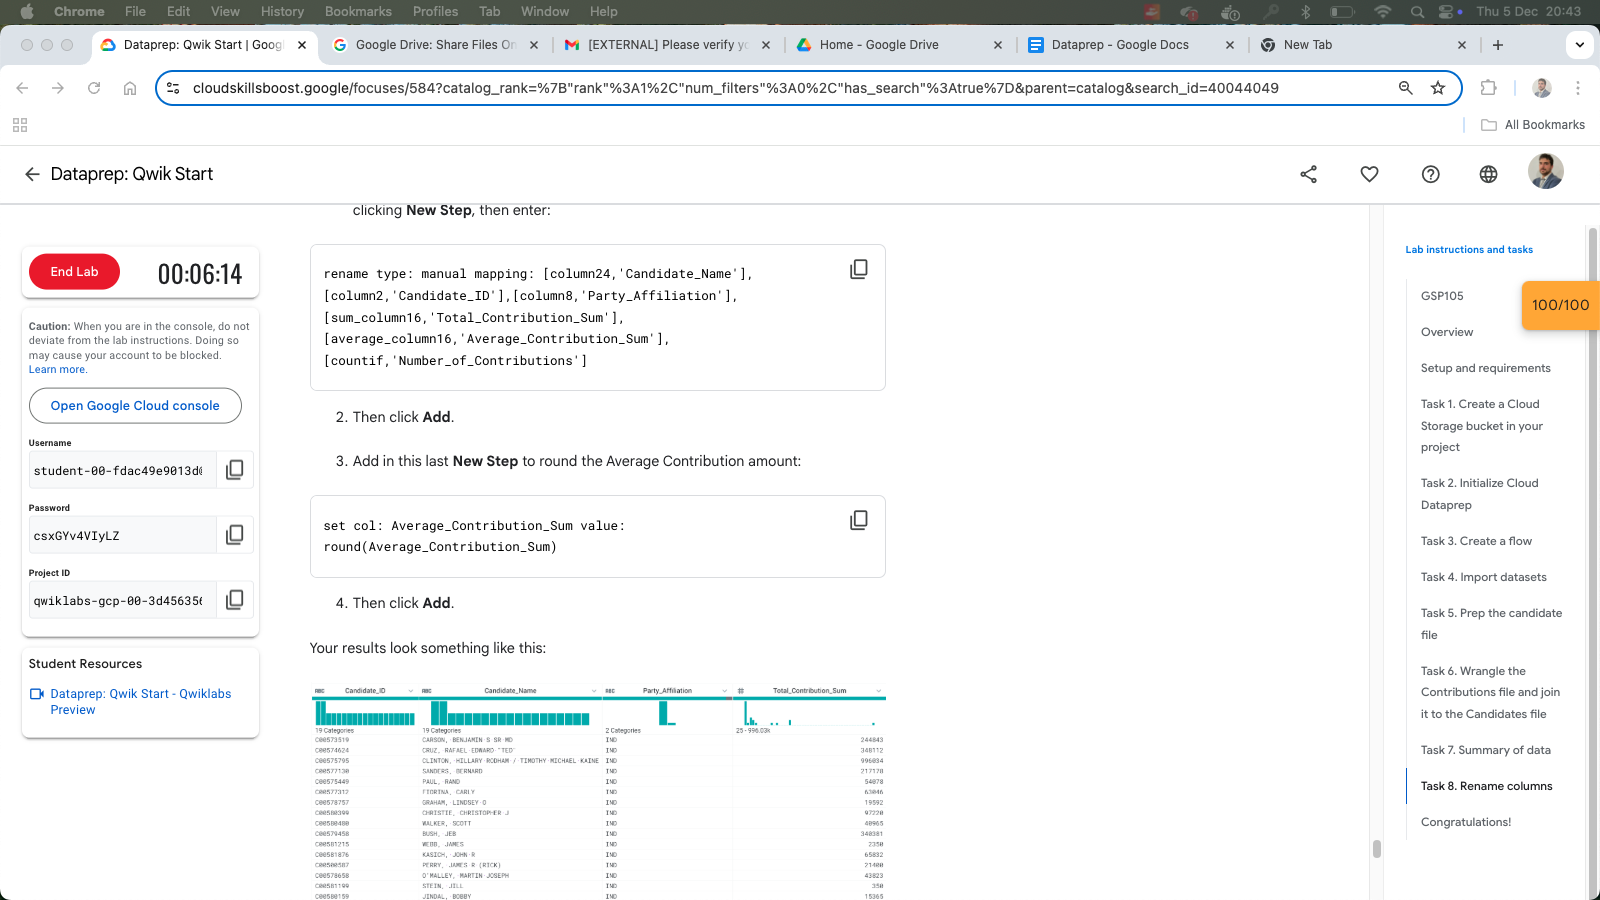 Chrome File Edit View History Bookmarks Profiles Tab Window Help Thu 5 Dec 20:43
Dataprep: Qwik Start | Googl
Google Drive: Share Files On
[EXTERNAL] Please verify yo
Home - Google Drive
Dataprep - Google Docs
New Tab
cloudskillsboost.google/focuses/584?catalog_rank=%7B"rank"%3A1%2C"num_filters"%3A0%2C"has_search"%3Atrue%7D&parent=catalog&search_id=40044049
All Bookmarks
Dataprep: Qwik Start
End Lab
00:06:14
Caution: When you are in the console, do not
deviate from the lab instructions. Doing so
may cause your account to be blocked.
Learn more.
Open Google Cloud console
Username
student-00-fdac49e9013d
Password
csxGYv4VIyLZ
Project ID
qwiklabs-gcp-00-3d456356
Student Resources
Dataprep: Qwik Start - Qwiklabs
Preview
clicking New Step, then enter:
rename type: manual mapping: [column24,'Candidate_Name'],
[column2,'Candidate_ID'],[column8,'Party_Affiliation'],
[sum_column16,'Total_Contribution_Sum'],
[average_column16,'Average_Contribution_Sum'],
[countif,'Number_of_Contributions']
2. Then click Add.
3. Add in this last New Step to round the Average Contribution amount:
set col: Average_Contribution_Sum value:
round(Average_Contribution_Sum)
4. Then click Add.
Your results look something like this:
ABC Candidate_ID ABC Candidate_Name ABC Party_Affiliation Total_Contribution_Sum
19 Categories 19 Categories 2 Categories 25 - 996.03k
C00573519 CARSON, BENJAMIN S SR MD IND 244843
C00574624 CRUZ, RAFAEL EDWARD "TED" IND 348112
C00575795 CLINTON, HILLARY RODHAM / TIMOTHY MICHAEL KAINE IND 996034
C00577130 SANDERS, BERNARD IND 217178
C00575449 PAUL, RAND IND 54078
C00577312 FIORINA, CARLY IND 63046
C00578757 GRAHAM, LINDSEY O IND 19592
C00580399 CHRISTIE, CHRISTOPHER J IND 97220
C00580480 WALKER, SCOTT IND 40965
C00579458 BUSH, JEB IND 340381
C00581215 WEBB, JAMES IND 2350
C00581876 KASICH, JOHN R IND 65832
C00500587 PERRY, JAMES R (RICK) IND 21400
C00578658 O'MALLEY, MARTIN JOSEPH IND 43823
C00581199 STEIN, JILL IND 350
C00580159 JINDAL, BOBBY IND 15365
Lab instructions and tasks
GSP105
100/100
Overview
Setup and requirements
Task 1. Create a Cloud
Storage bucket in your
project
Task 2. Initialize Cloud
Dataprep
Task 3. Create a flow
Task 4. Import datasets
Task 5. Prep the candidate
file
Task 6. Wrangle the
Contributions file and join
it to the Candidates file
Task 7. Summary of data
Task 8. Rename columns
Congratulations!